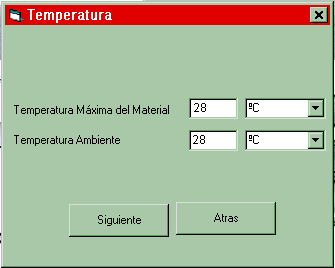 Temperatura
Temperatura Máxima del Material 28 ºC
Temperatura Ambiente 28 ºC
Siguiente Atras